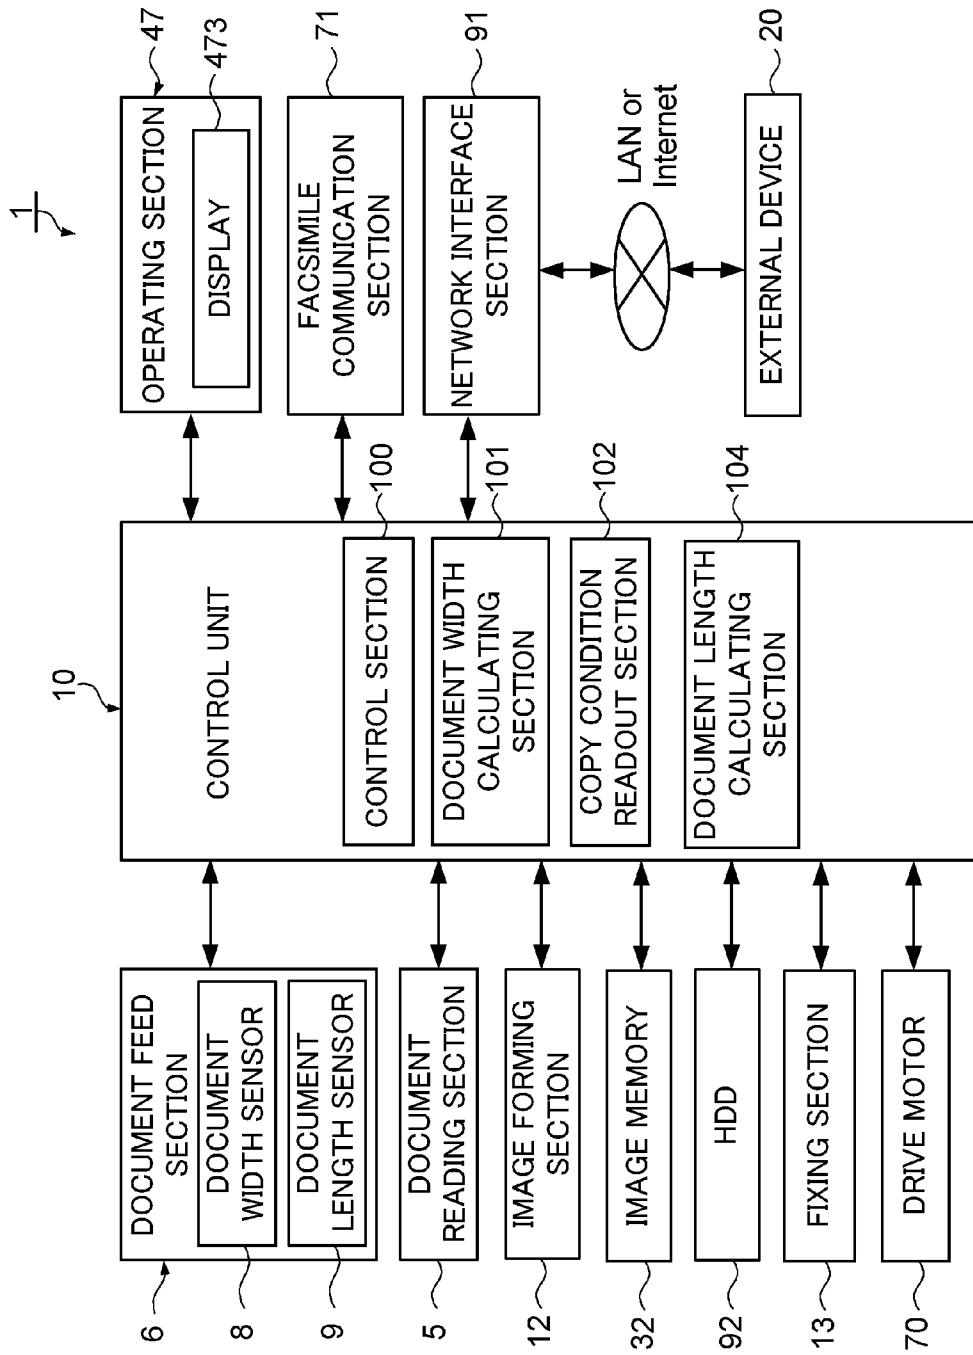 1
DOCUMENT FEED
SECTION
DOCUMENT
WIDTH SENSOR
DOCUMENT
LENGTH SENSOR
6
8
9
DOCUMENT
READING SECTION
5
IMAGE FORMING
SECTION
12
IMAGE MEMORY
32
HDD
92
FIXING SECTION
13
DRIVE MOTOR
70
10
CONTROL UNIT
CONTROL SECTION
100
DOCUMENT WIDTH
CALCULATING
SECTION
101
COPY CONDITION
READOUT SECTION
102
DOCUMENT LENGTH
CALCULATING
SECTION
104
OPERATING SECTION
47
DISPLAY
473
FACSIMILE
COMMUNICATION
SECTION
71
NETWORK INTERFACE
SECTION
91
LAN or
Internet
EXTERNAL DEVICE
20